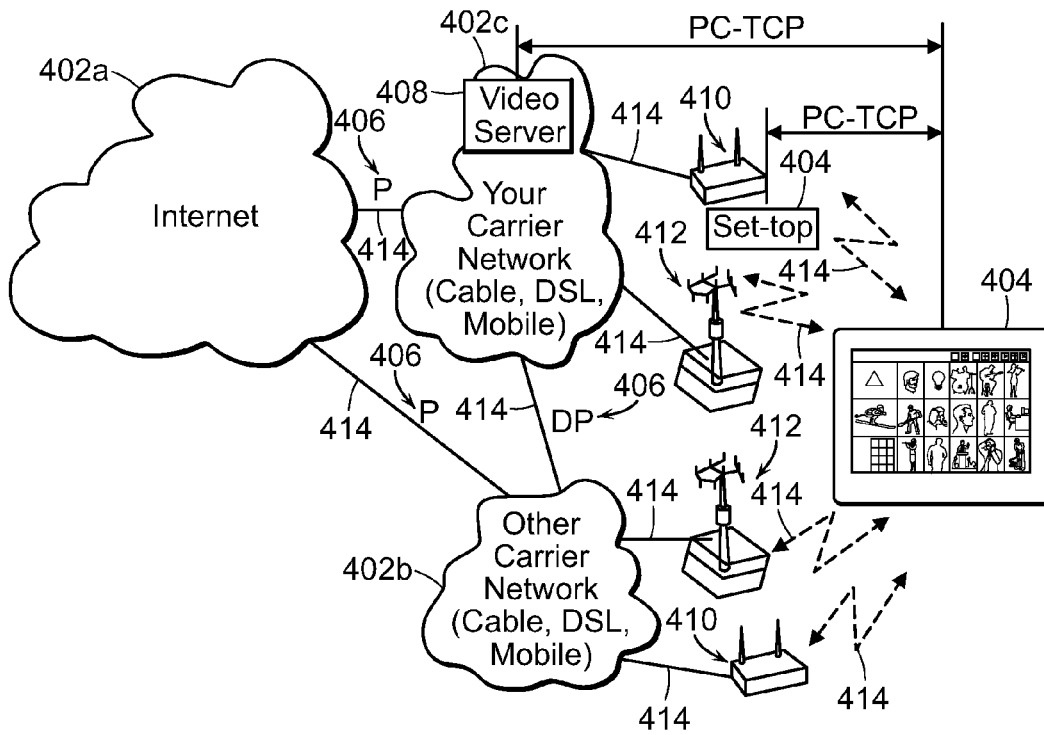 402c
PC-TCP
402a
408
Video
Server
410
PC-TCP
406
P
414
414
404
Set-top
Internet
Your
Carrier
Network
(Cable, DSL,
Mobile)
412
414
404
414
414
406
P
414
414
DP
406
412
414
414
Other
Carrier
Network
(Cable, DSL,
Mobile)
402b
410
414
414